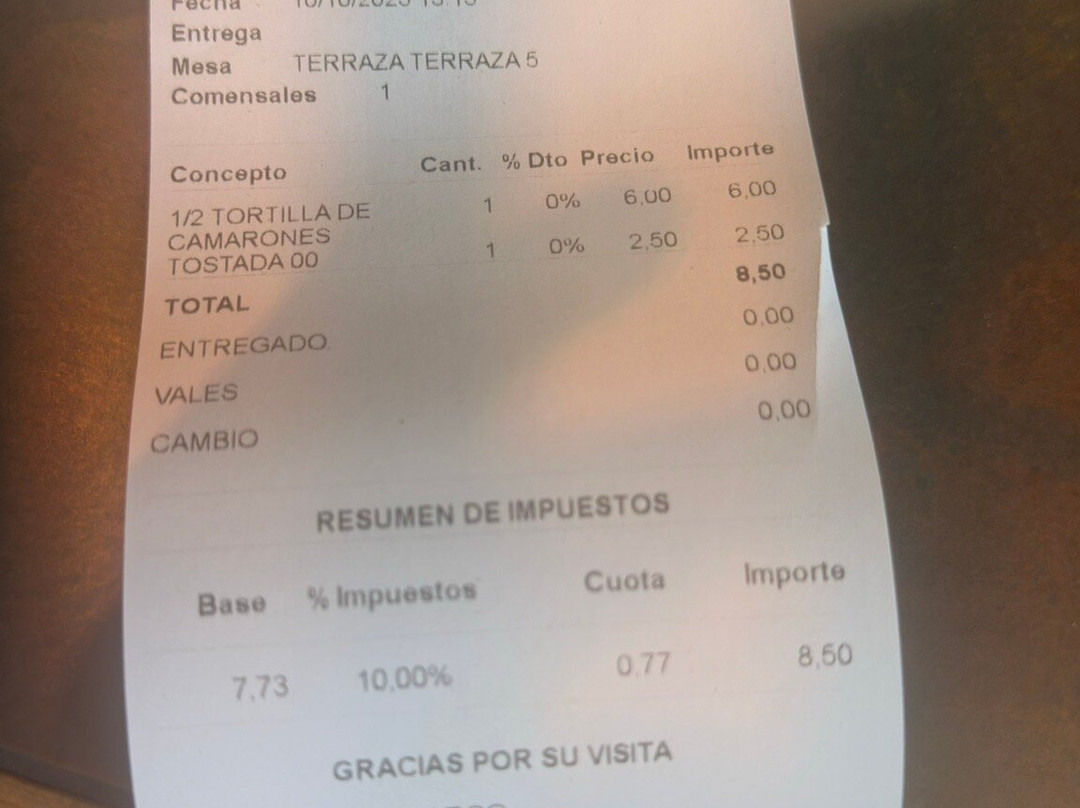 Fecha
Entrega
Mesa TERRAZA TERRAZA 5
Comensales 1
Concepto Cant. % Dto Precio Importe
1/2 TORTILLA DE CAMARONES 1 0% 6,00 6,00
TOSTADA 00 1 0% 2,50 2,50
TOTAL 8,50
ENTREGADO 0,00
VALES 0,00
CAMBIO 0,00
RESUMEN DE IMPUESTOS
Base % Impuestos Cuota Importe
7,73 10,00% 0,77 8,50
GRACIAS POR SU VISITA